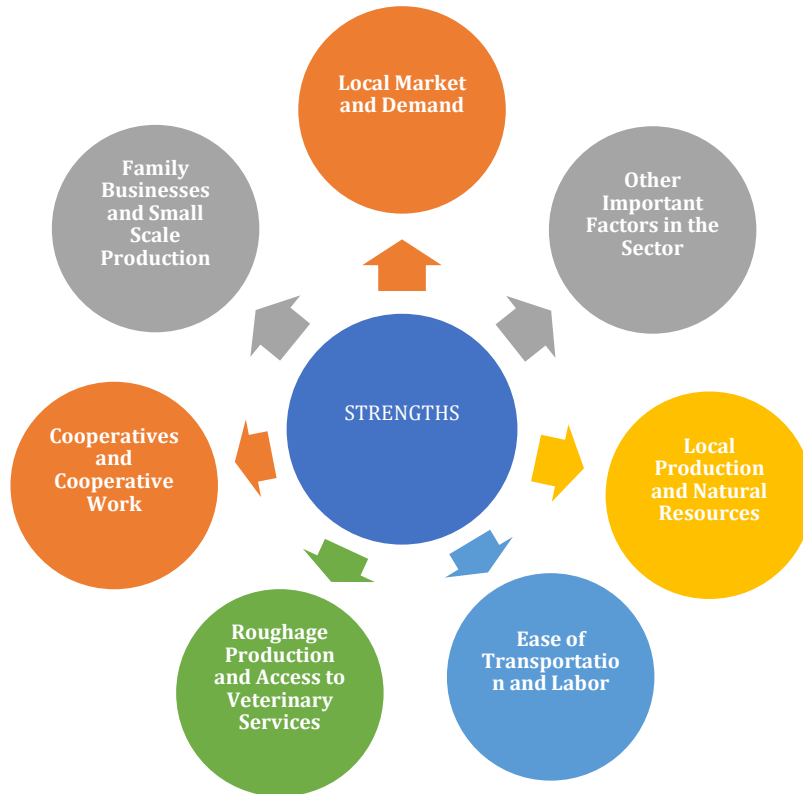 Local Market
and Demand
Other
Important
Factors in the
Sector
Local
Production
and Natural
Resources
Ease of
Transportatio
n and Labor
Roughage
Production
and Access to
Veterinary
Services
Cooperatives
and
Cooperative
Work
Family
Businesses
and Small
Scale
Production
STRENGTHS